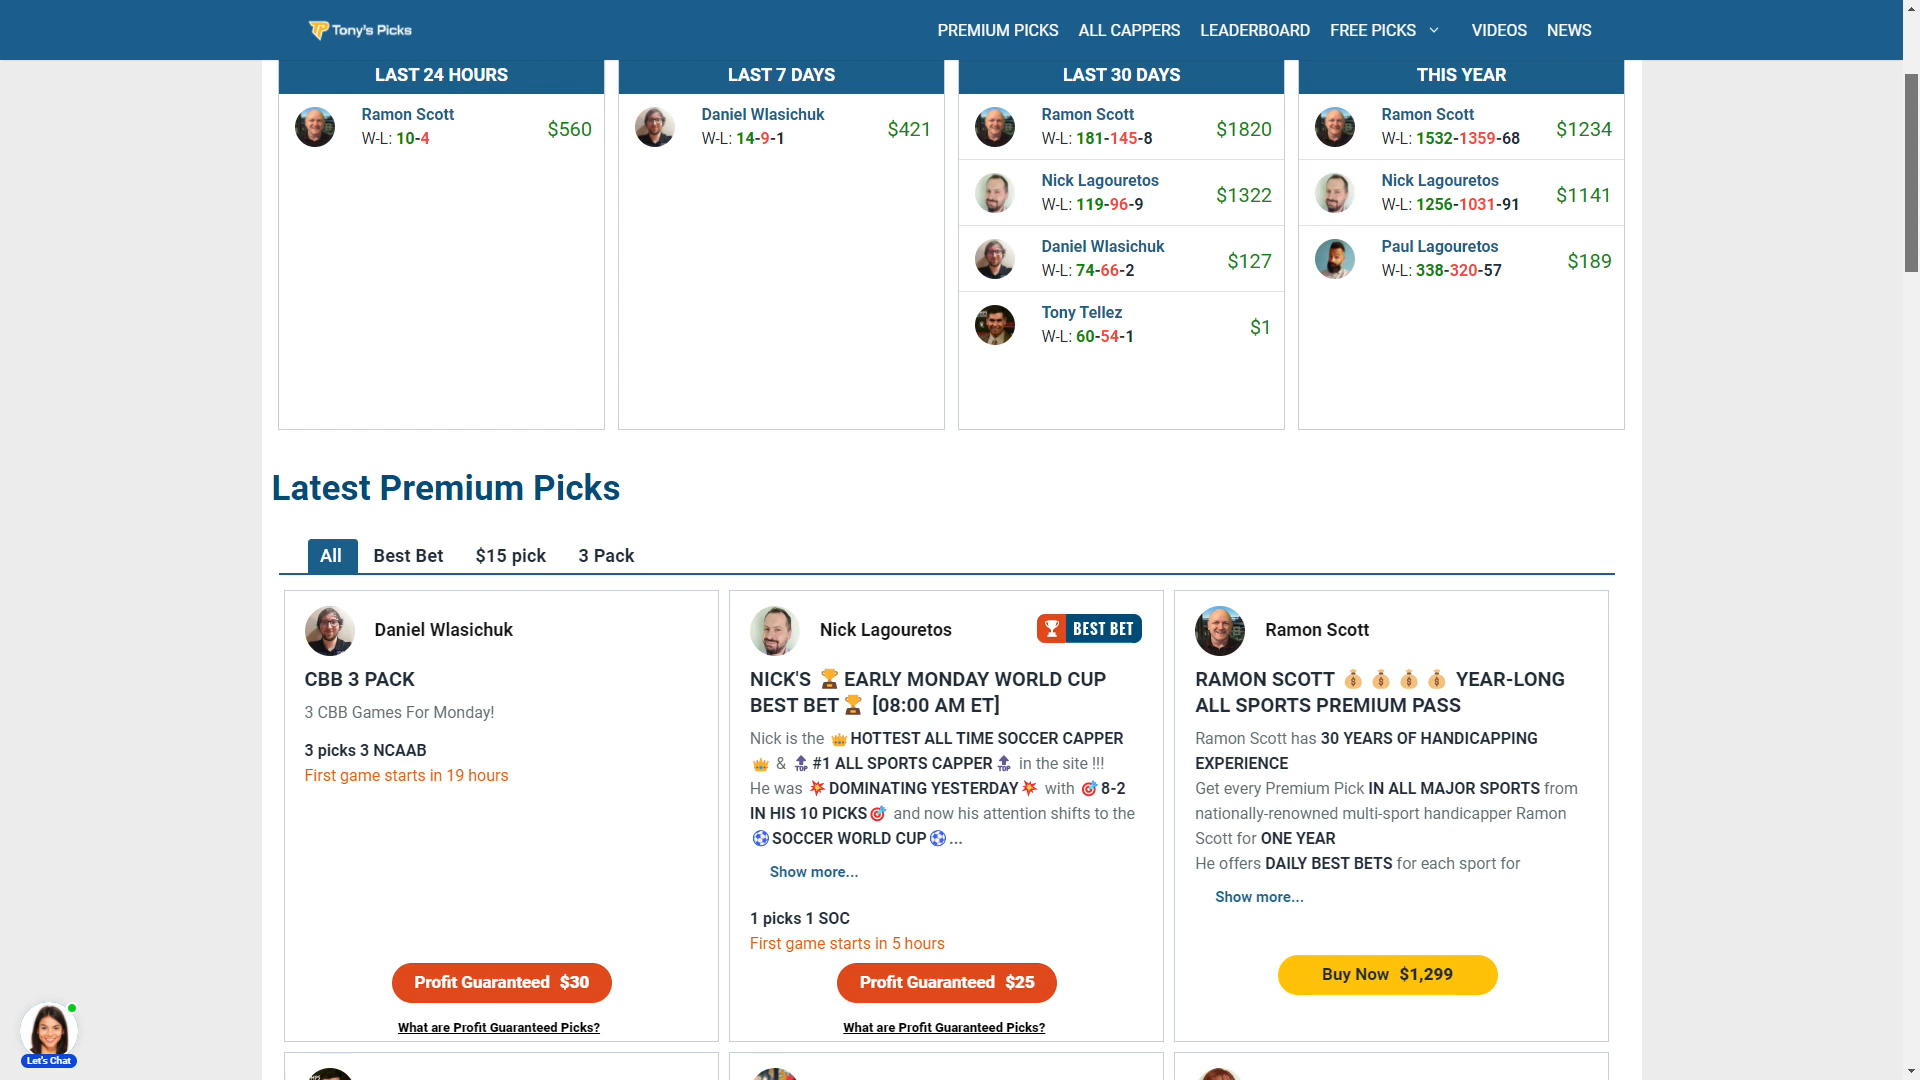 Tony's Picks
PREMIUM PICKS ALL CAPPERS LEADERBOARD FREE PICKS VIDEOS NEWS
LAST 24 HOURS
Ramon Scott
W-L: 10-4
$560
LAST 7 DAYS
Daniel Wlasichuk
W-L: 14-9-1
$421
LAST 30 DAYS
Ramon Scott
W-L: 181-145-8
$1820
Nick Lagouretos
W-L: 119-96-9
$1322
Daniel Wlasichuk
W-L: 74-66-2
$127
Tony Tellez
W-L: 60-54-1
$1
THIS YEAR
Ramon Scott
W-L: 1532-1359-68
$1234
Nick Lagouretos
W-L: 1256-1031-91
$1141
Paul Lagouretos
W-L: 338-320-57
$189
Latest Premium Picks
All Best Bet $15 pick 3 Pack
Daniel Wlasichuk
CBB 3 PACK
3 CBB Games For Monday!
3 picks 3 NCAAB
First game starts in 19 hours
Profit Guaranteed $30
What are Profit Guaranteed Picks?
Nick Lagouretos
BEST BET
NICK'S 🏆 EARLY MONDAY WORLD CUP
BEST BET🏆 [08:00 AM ET]
Nick is the 👑HOTTEST ALL TIME SOCCER CAPPER
👑 & 🔝#1 ALL SPORTS CAPPER🔝 in the site !!!
He was 💥DOMINATING YESTERDAY💥 with 🎯8-2
IN HIS 10 PICKS🎯 and now his attention shifts to the
⚽SOCCER WORLD CUP⚽...
Show more...
1 picks 1 SOC
First game starts in 5 hours
Profit Guaranteed $25
What are Profit Guaranteed Picks?
Ramon Scott
RAMON SCOTT 💰 💰 💰 💰 YEAR-LONG
ALL SPORTS PREMIUM PASS
Ramon Scott has 30 YEARS OF HANDICAPPING
EXPERIENCE
Get every Premium Pick IN ALL MAJOR SPORTS from
nationally-renowned multi-sport handicapper Ramon
Scott for ONE YEAR
He offers DAILY BEST BETS for each sport for
Show more...
Buy Now $1,299
Let's Chat